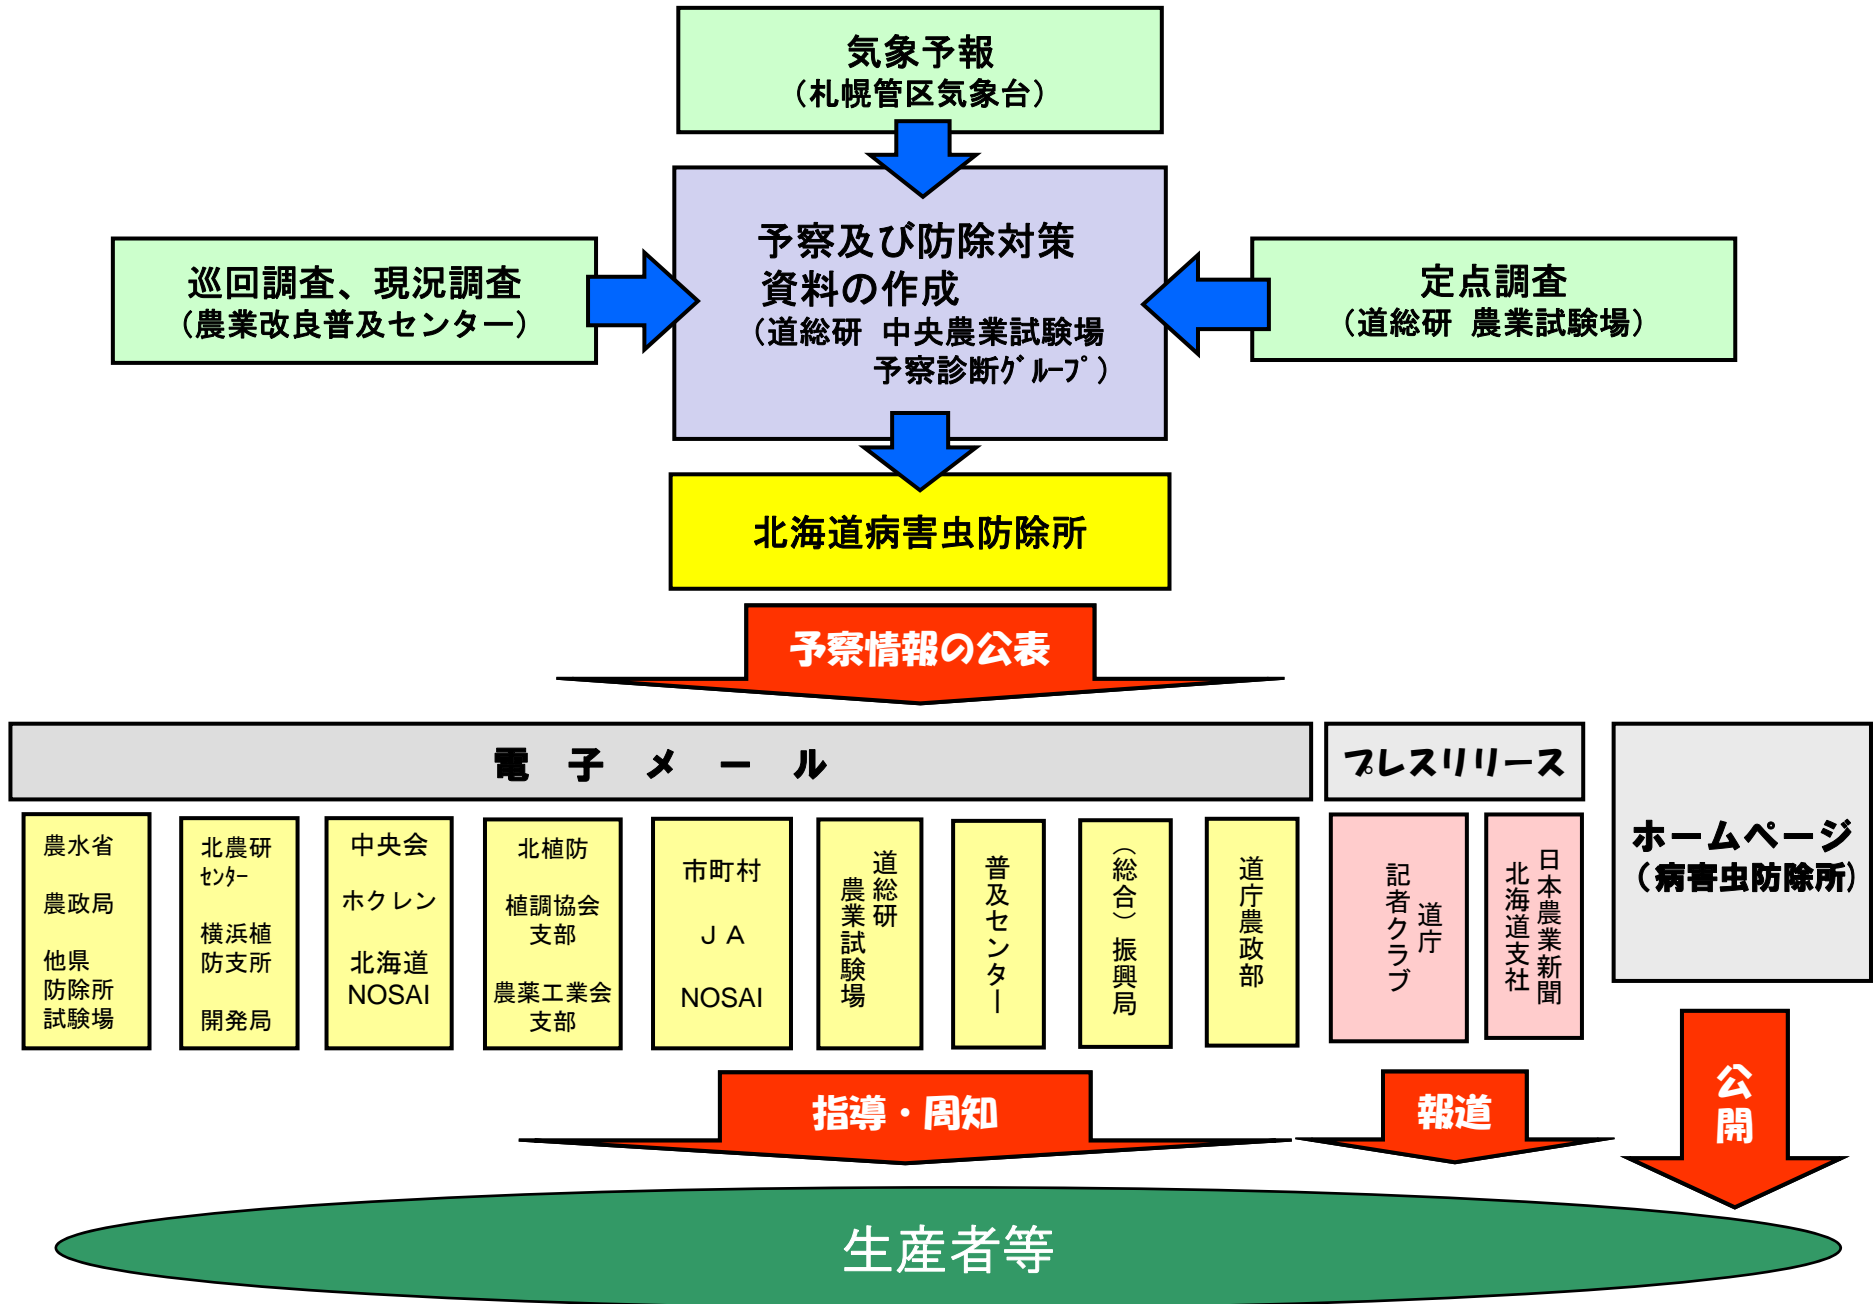 気象予報
（札幌管区気象台）
巡回調査、現況調査
（農業改良普及センター）
予察及び防除対策
資料の作成
（道総研 中央農業試験場
予察診断ｸﾞﾙｰﾌﾟ）
定点調査
（道総研 農業試験場）
北海道病害虫防除所
予察情報の公表
電子メール
プレスリリース
ホームページ
（病害虫防除所）
農水省
農政局
他県
防除所
試験場
北農研
ｾﾝﾀｰ
横浜植
防支所
開発局
中央会
ホクレン
北海道
NOSAI
北植防
植調協会
支部
農薬工業会
支部
市町村
ＪＡ
NOSAI
道総研
農業試験場
普及センター
（総合）振興局
道庁農政部
道庁
記者クラブ
日本農業新聞
北海道支社
指導・周知
報道
公開
生産者等